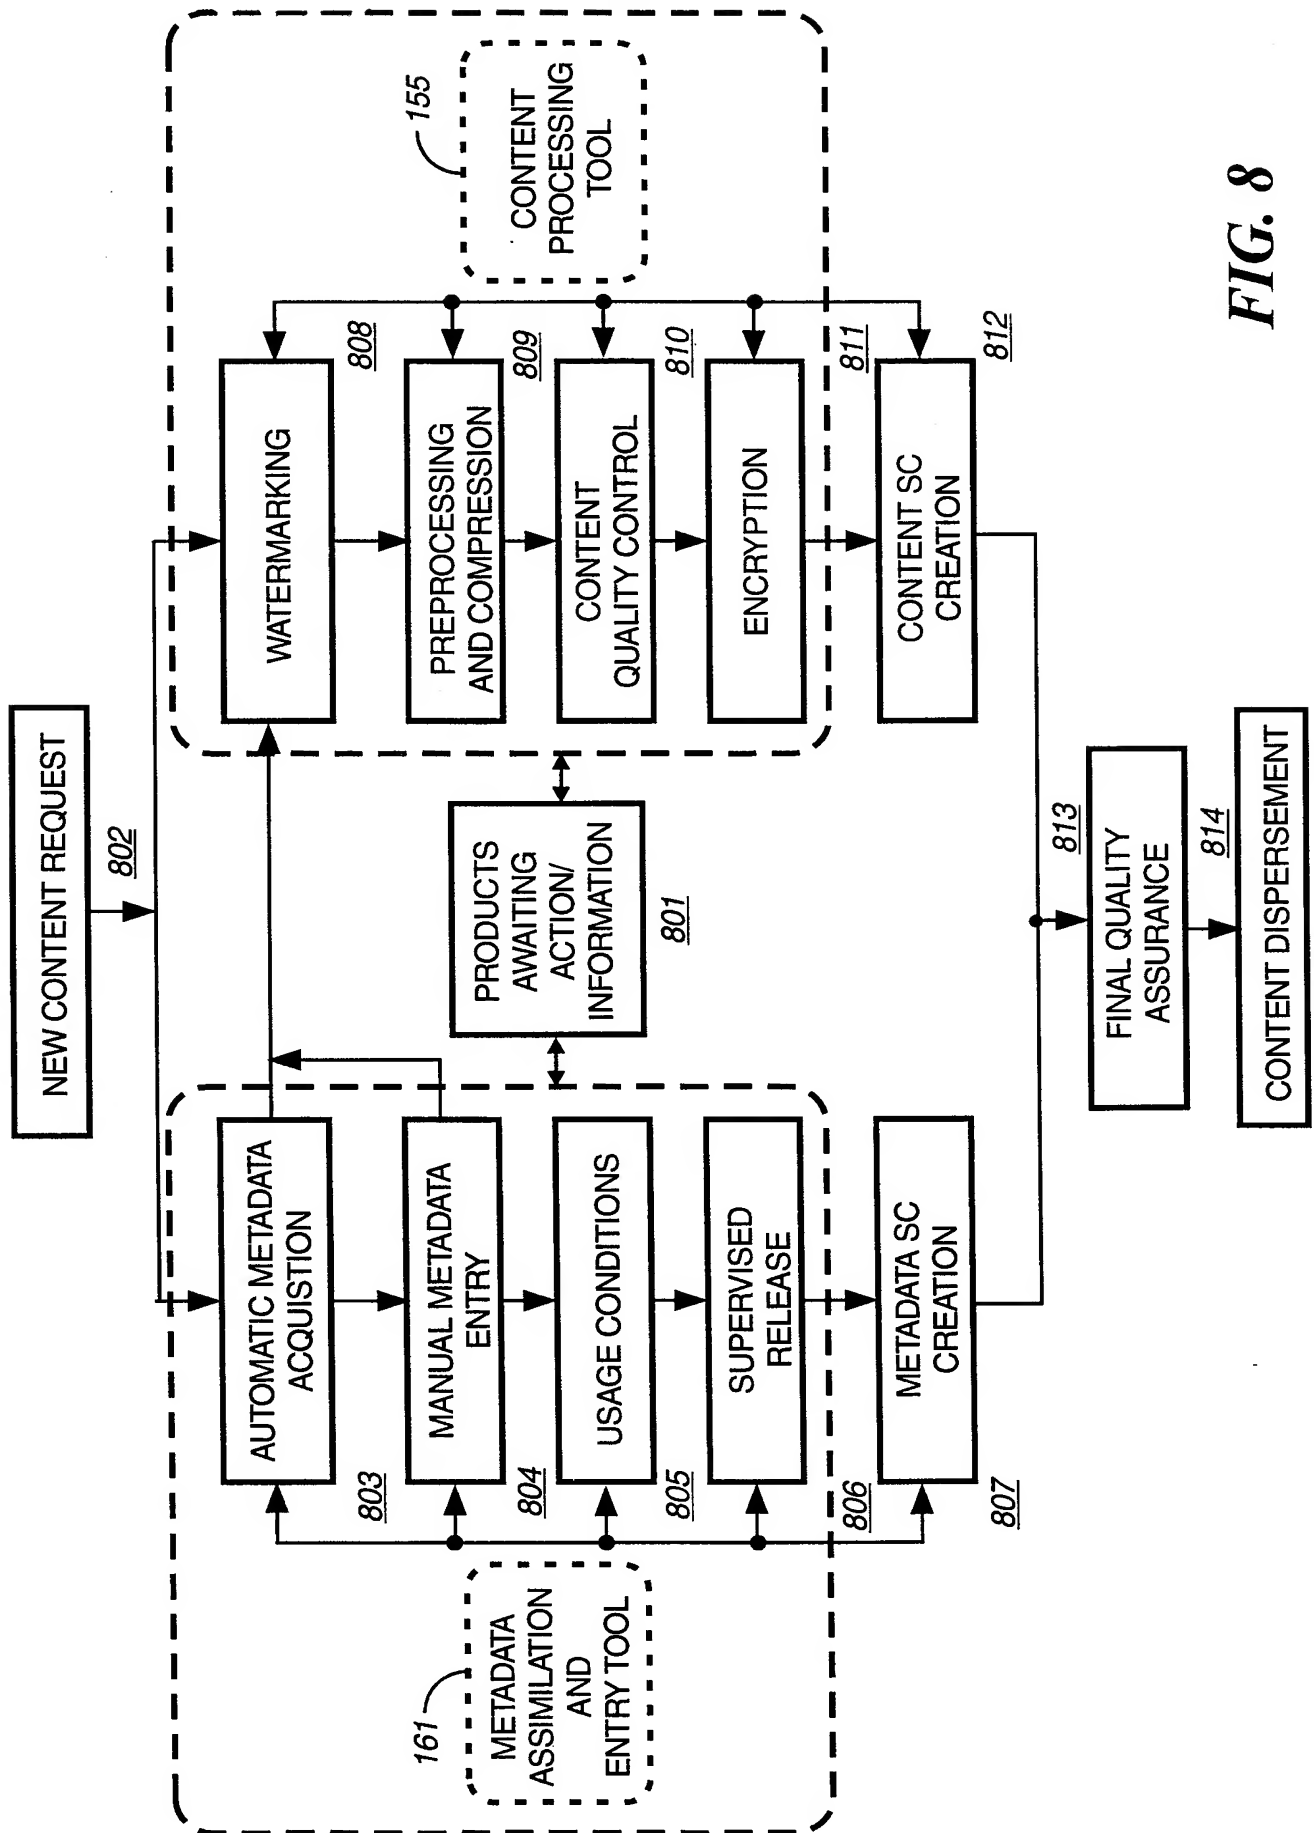 NEW CONTENT REQUEST
802
161
METADATA
ASSIMILATION
AND
ENTRY TOOL
AUTOMATIC METADATA
ACQUISTION
803
MANUAL METADATA
ENTRY
804
USAGE CONDITIONS
805
SUPERVISED
RELEASE
806
METADATA SC
CREATION
807
PRODUCTS
AWAITING
ACTION/
INFORMATION
801
WATERMARKING
808
PREPROCESSING
AND COMPRESSION
809
CONTENT
QUALITY CONTROL
810
ENCRYPTION
811
CONTENT SC
CREATION
812
155
CONTENT
PROCESSING
TOOL
813
FINAL QUALITY
ASSURANCE
814
CONTENT DISPERSEMENT
FIG. 8